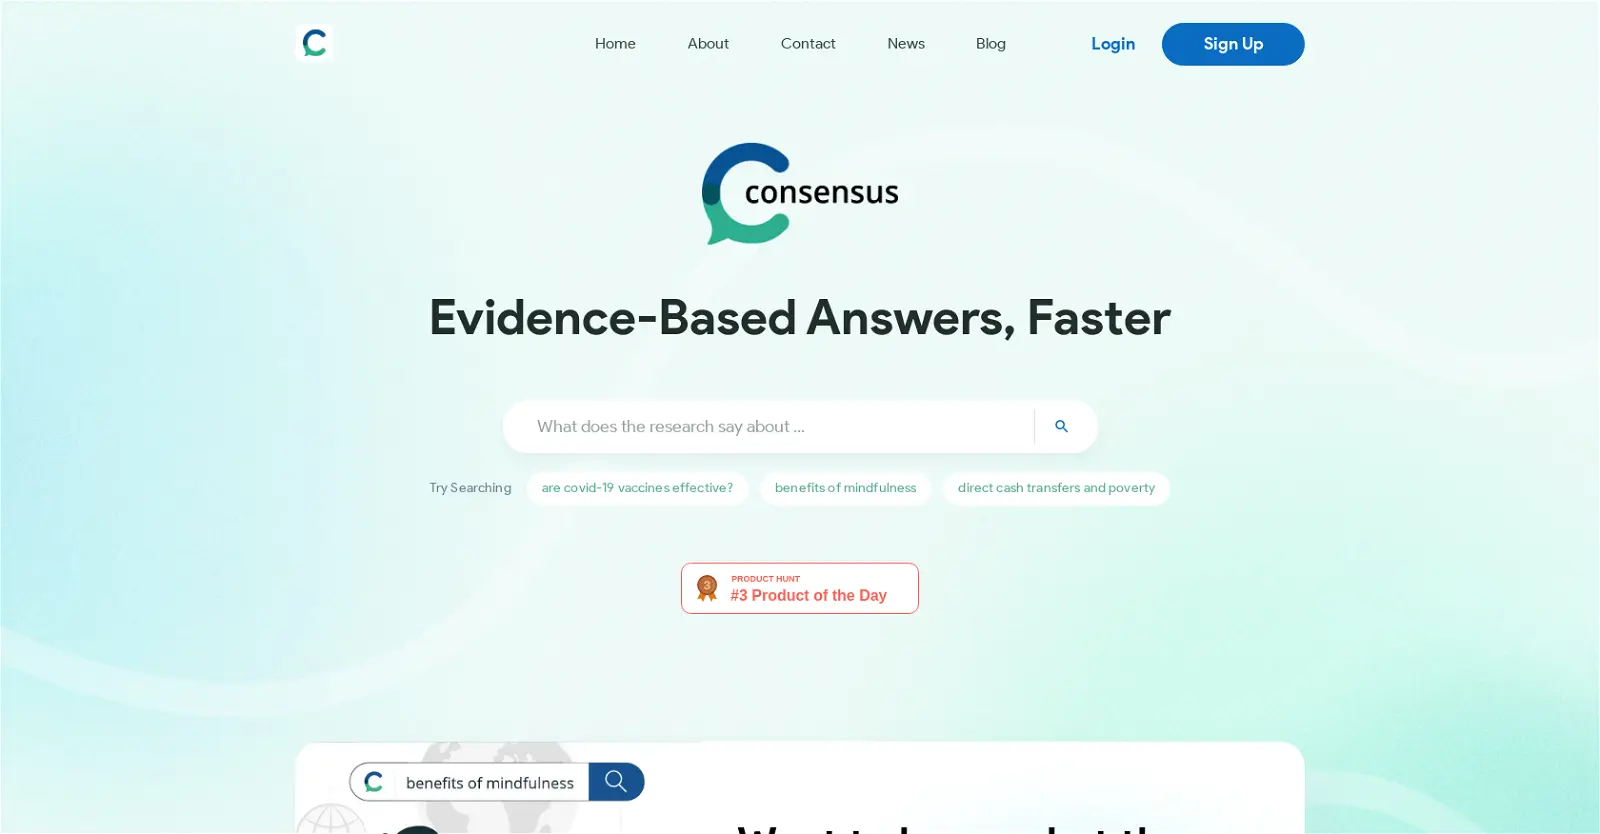 Home About Contact News Blog Login Sign Up
consensus
Evidence-Based Answers, Faster
What does the research say about ...
Try Searching are covid-19 vaccines effective? benefits of mindfulness direct cash transfers and poverty
3
PRODUCT HUNT
#3 Product of the Day
benefits of mindfulness